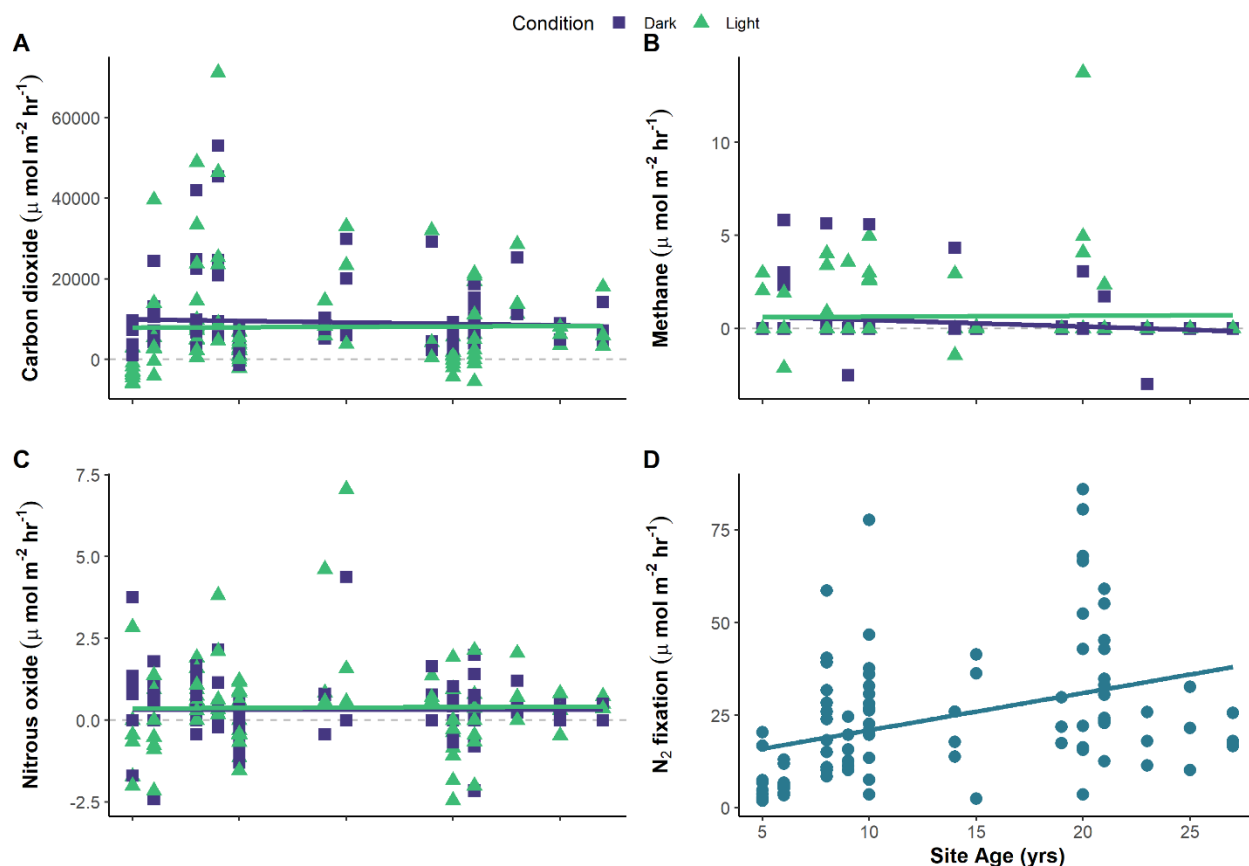 Condition Dark Light
A
Carbon dioxide (μ mol m⁻² hr⁻¹)
60000
40000
20000
0
B
Methane (μ mol m⁻² hr⁻¹)
10
5
0
C
Nitrous oxide (μ mol m⁻² hr⁻¹)
7.5
5.0
2.5
0.0
-2.5
D
N₂ fixation (μ mol m⁻² hr⁻¹)
75
50
25
0
5 10 15 20 25
Site Age (yrs)